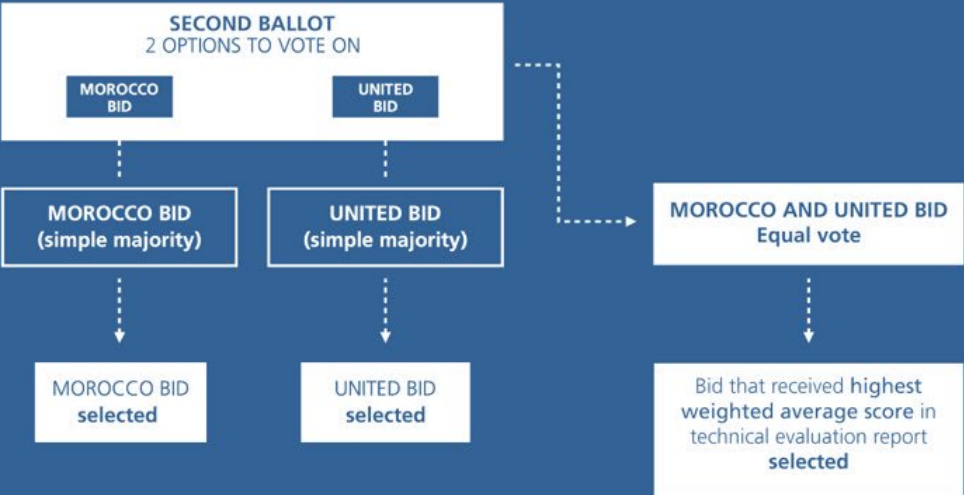 SECOND BALLOT
2 OPTIONS TO VOTE ON
MOROCCO
BID
UNITED
BID
MOROCCO BID
(simple majority)
UNITED BID
(simple majority)
MOROCCO AND UNITED BID
Equal vote
MOROCCO BID
selected
UNITED BID
selected
Bid that received highest
weighted average score in
technical evaluation report
selected